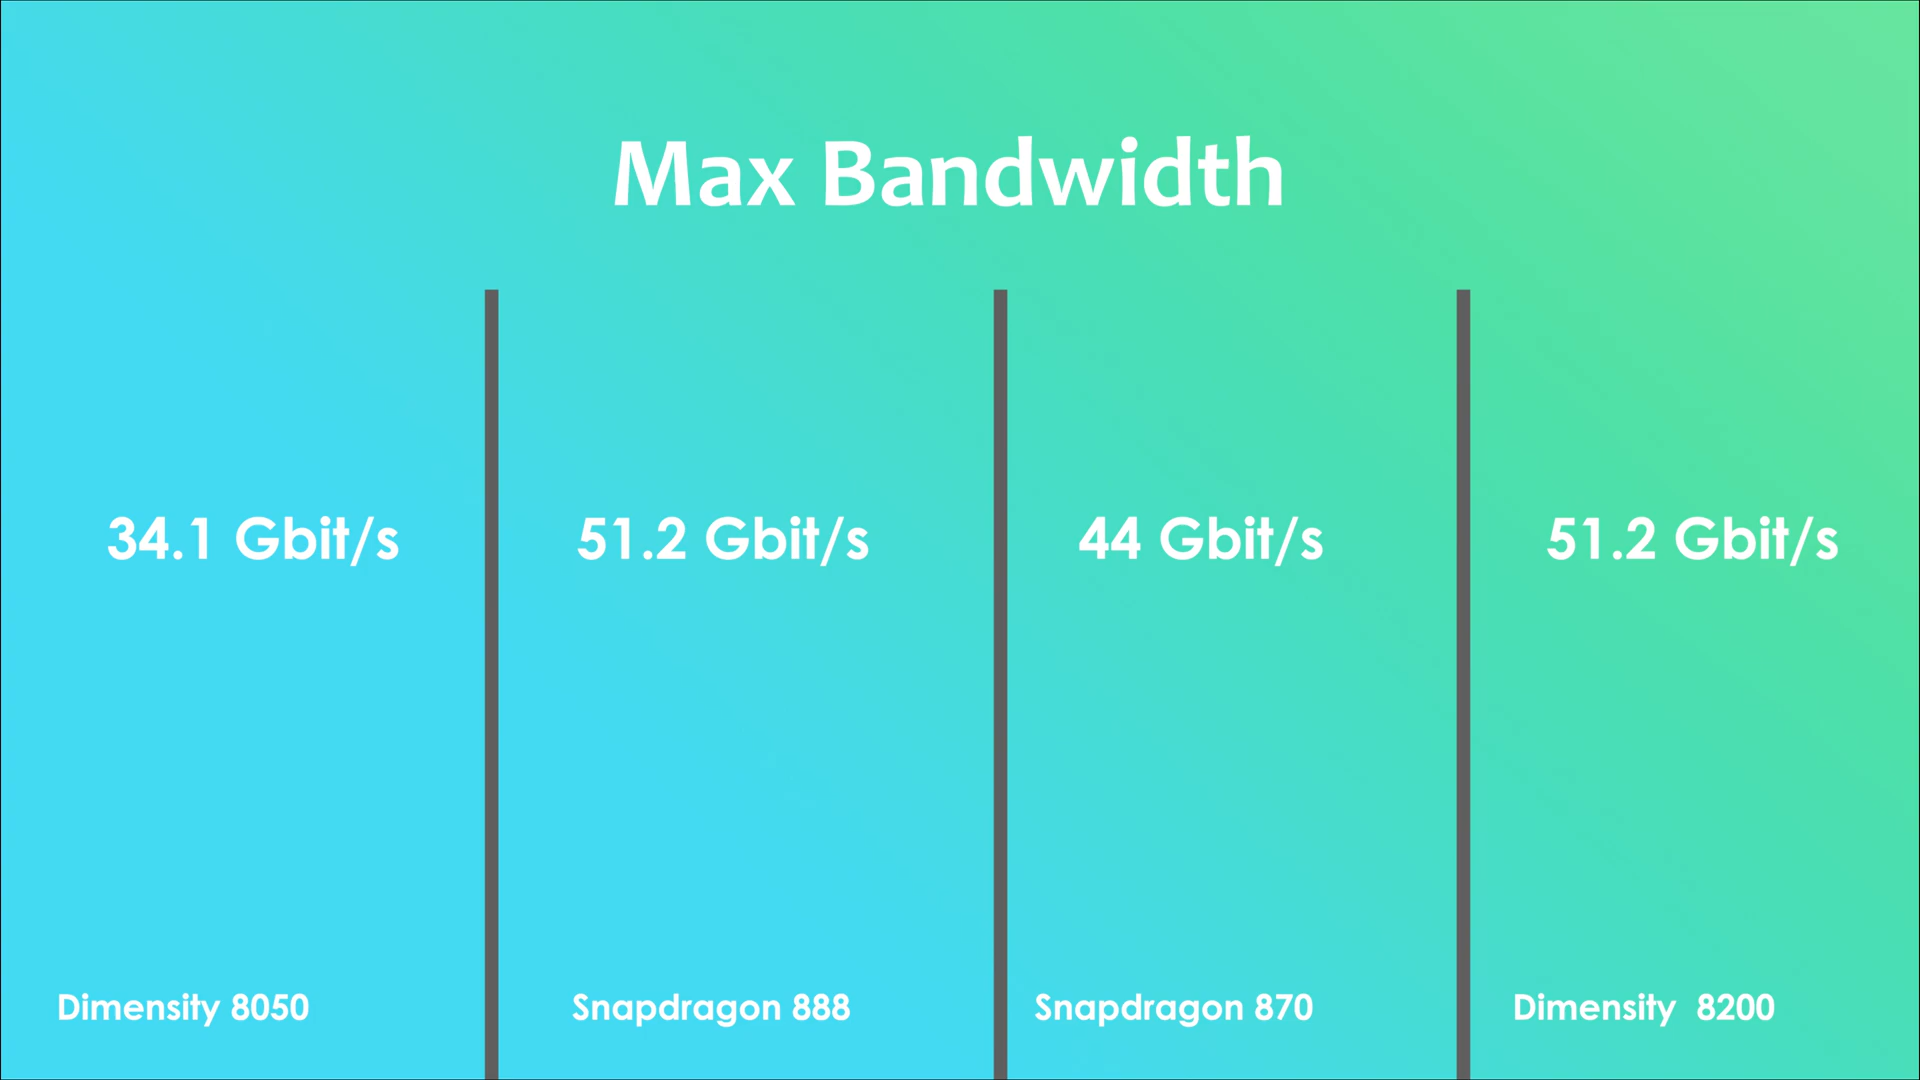 Max Bandwidth
34.1 Gbit/s
51.2 Gbit/s
44 Gbit/s
51.2 Gbit/s
Dimensity 8050
Snapdragon 888
Snapdragon 870
Dimensity  8200